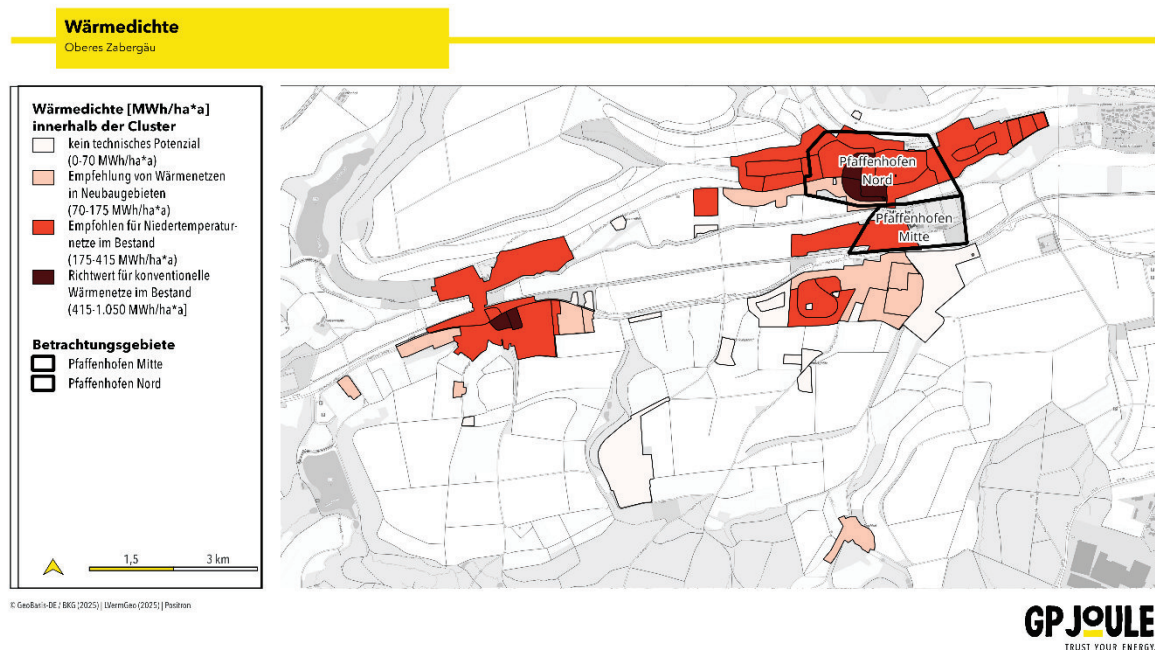 Wärmedichte
Oberes Zabergäu
Wärmedichte [MWh/ha*a]
innerhalb der Cluster
kein technisches Potenzial
(0-70 MWh/ha*a)
Empfehlung von Wärmenetzen
in Neubaugebieten
(70-175 MWh/ha*a)
Empfohlen für Niedertemperatur-
netze im Bestand
(175-415 MWh/ha*a)
Richtwert für konventionelle
Wärmenetze im Bestand
(415-1.050 MWh/ha*a]
Betrachtungsgebiete
Pfaffenhofen Mitte
Pfaffenhofen Nord
1,5
3 km
Pfaffenhofen
Nord
Pfaffenhofen
Mitte
© GeoBasis-DE / BKG (2025) | LVermGeo (2025) | Positron
GP JOULE
TRUST YOUR ENERGY.